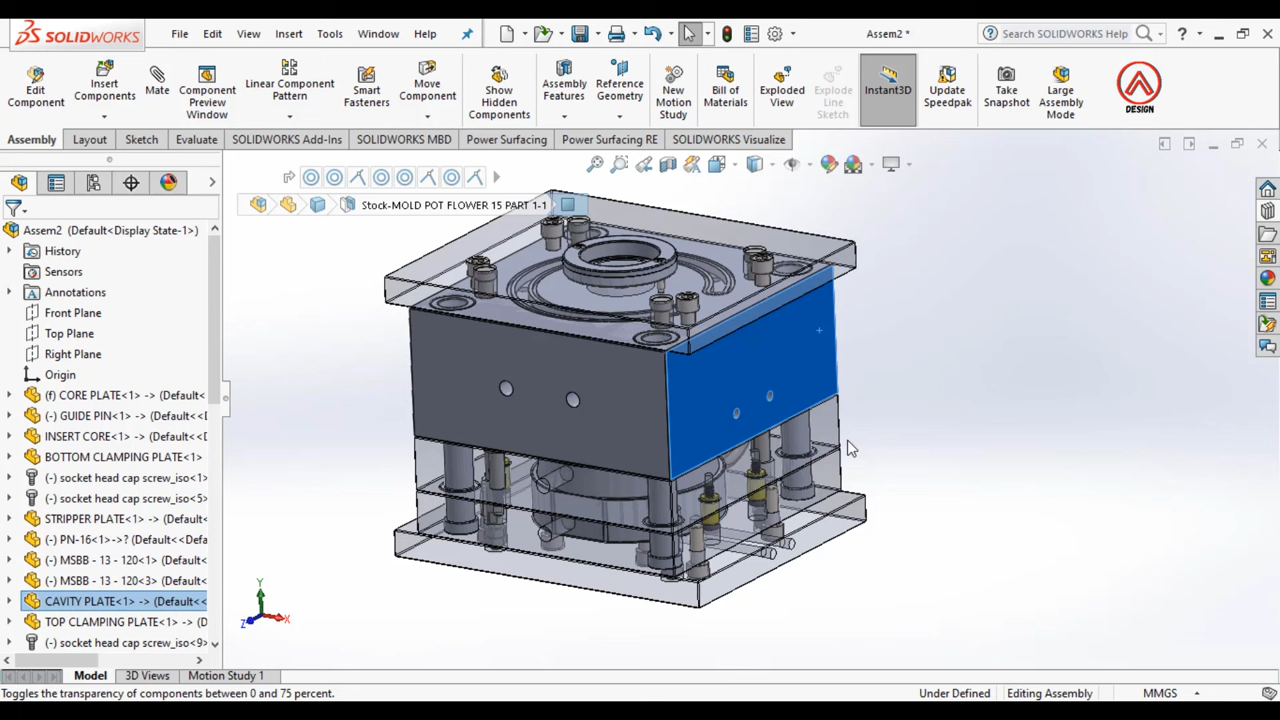 SOLIDWORKS File Edit View Insert Tools Window Help Assem2 * Search SOLIDWORKS Help ?
Edit Component
Insert Components
Mate
Component Preview Window
Linear Component Pattern
Smart Fasteners
Move Component
Show Hidden Components
Assembly Features
Reference Geometry
New Motion Study
Bill of Materials
Exploded View
Explode Line Sketch
Instant3D
Update Speedpak
Take Snapshot
Large Assembly Mode
DESIGN
Assembly Layout Sketch Evaluate SOLIDWORKS Add-Ins SOLIDWORKS MBD Power Surfacing Power Surfacing RE SOLIDWORKS Visualize
Stock-MOLD POT FLOWER 15 PART 1-1
Assem2 (Default<Display State-1>)
History
Sensors
Annotations
Front Plane
Top Plane
Right Plane
Origin
(f) CORE PLATE<1> -> (Default<
(-) GUIDE PIN<1> -> (Default<<D
INSERT CORE<1> -> (Default<<D
BOTTOM CLAMPING PLATE<1>
(-) socket head cap screw_iso<1>
(-) socket head cap screw_iso<5>
STRIPPER PLATE<1> -> (Default<
(-) PN-16<1>->? (Default<<Def
(-) MSBB - 13 - 120<1> (Default
(-) MSBB - 13 - 120<3> (Default
CAVITY PLATE<1> -> (Default<<
TOP CLAMPING PLATE<1> -> (D
(-) socket head cap screw_iso<9>
Y
Z
X
Model 3D Views Motion Study 1
Toggles the transparency of components between 0 and 75 percent. Under Defined Editing Assembly MMGS